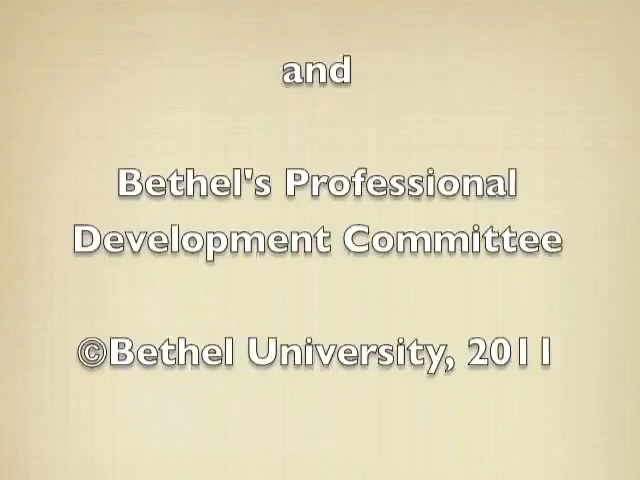 and
Bethel's Professional
Development Committee
©Bethel University, 2011